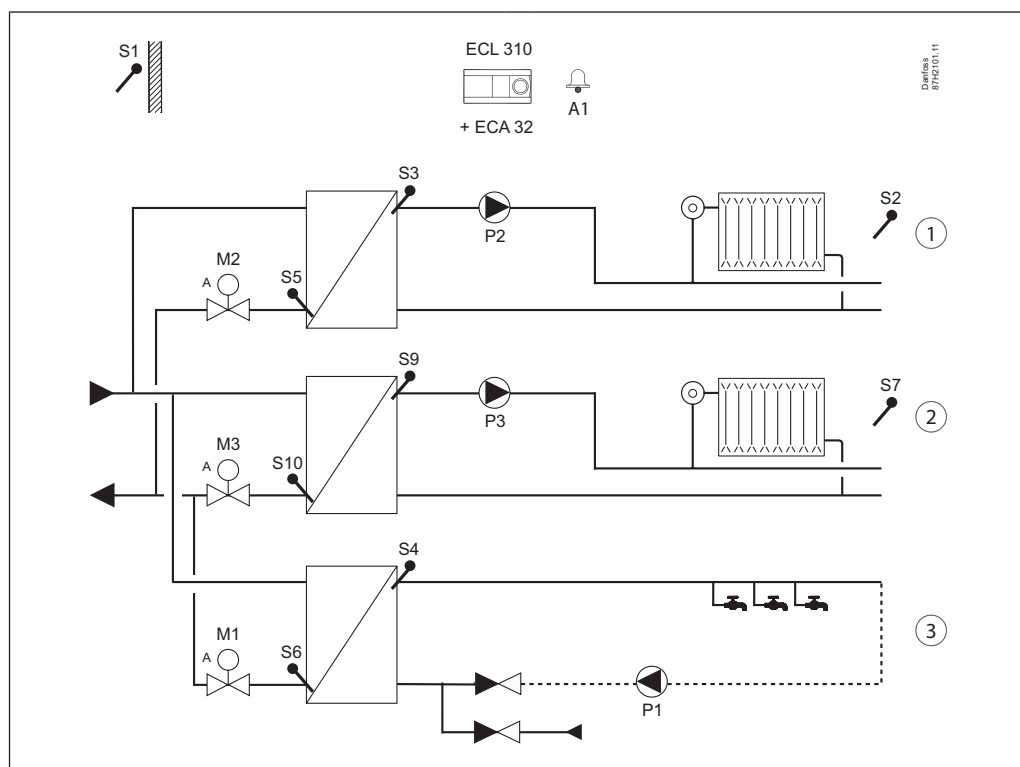 S1
ECL 310
+ ECA 32
A1
Danfoss
87H2101.11
S3
P2
S2
1
M2
A
S5
S9
P3
S7
2
M3
A
S10
S4
3
M1
A
S6
P1